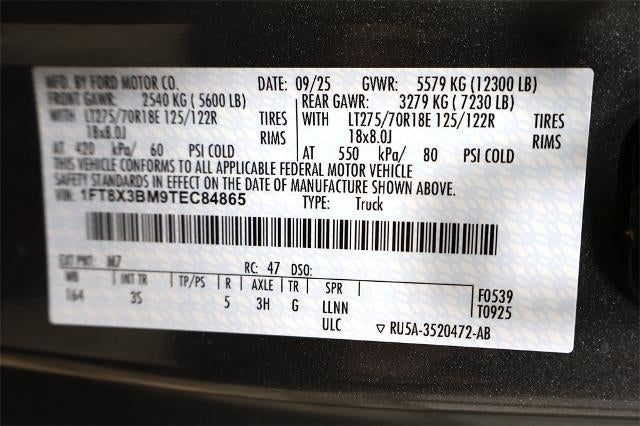 MFD. BY FORD MOTOR CO. DATE: 09/25 GVWR: 5579 KG (12300 LB)
FRONT GAWR: 2540 KG (5600 LB) REAR GAWR: 3279 KG (7230 LB)
WITH LT275/70R18E 125/122R TIRES WITH LT275/70R18E 125/122R TIRES
18x8.0J RIMS 18x8.0J RIMS
AT 420 kPa/ 60 PSI COLD AT 550 kPa/ 80 PSI COLD
THIS VEHICLE CONFORMS TO ALL APPLICABLE FEDERAL MOTOR VEHICLE
SAFETY STANDARDS IN EFFECT ON THE DATE OF MANUFACTURE SHOWN ABOVE.
VIN: 1FT8X3BM9TEC84865 TYPE: Truck
EXT PNT: M7 RC: 47 DSO:
WB INT TR TP/PS R AXLE TR SPR F0539
164 3S 5 3H G LLNN T0925
ULC ▽ RU5A-3520472-AB